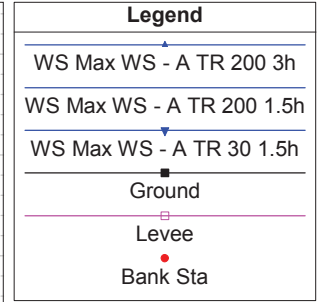 Legend
WS Max WS - A TR 200 3h
WS Max WS - A TR 200 1.5h
WS Max WS - A TR 30 1.5h
Ground
Levee
Bank Sta